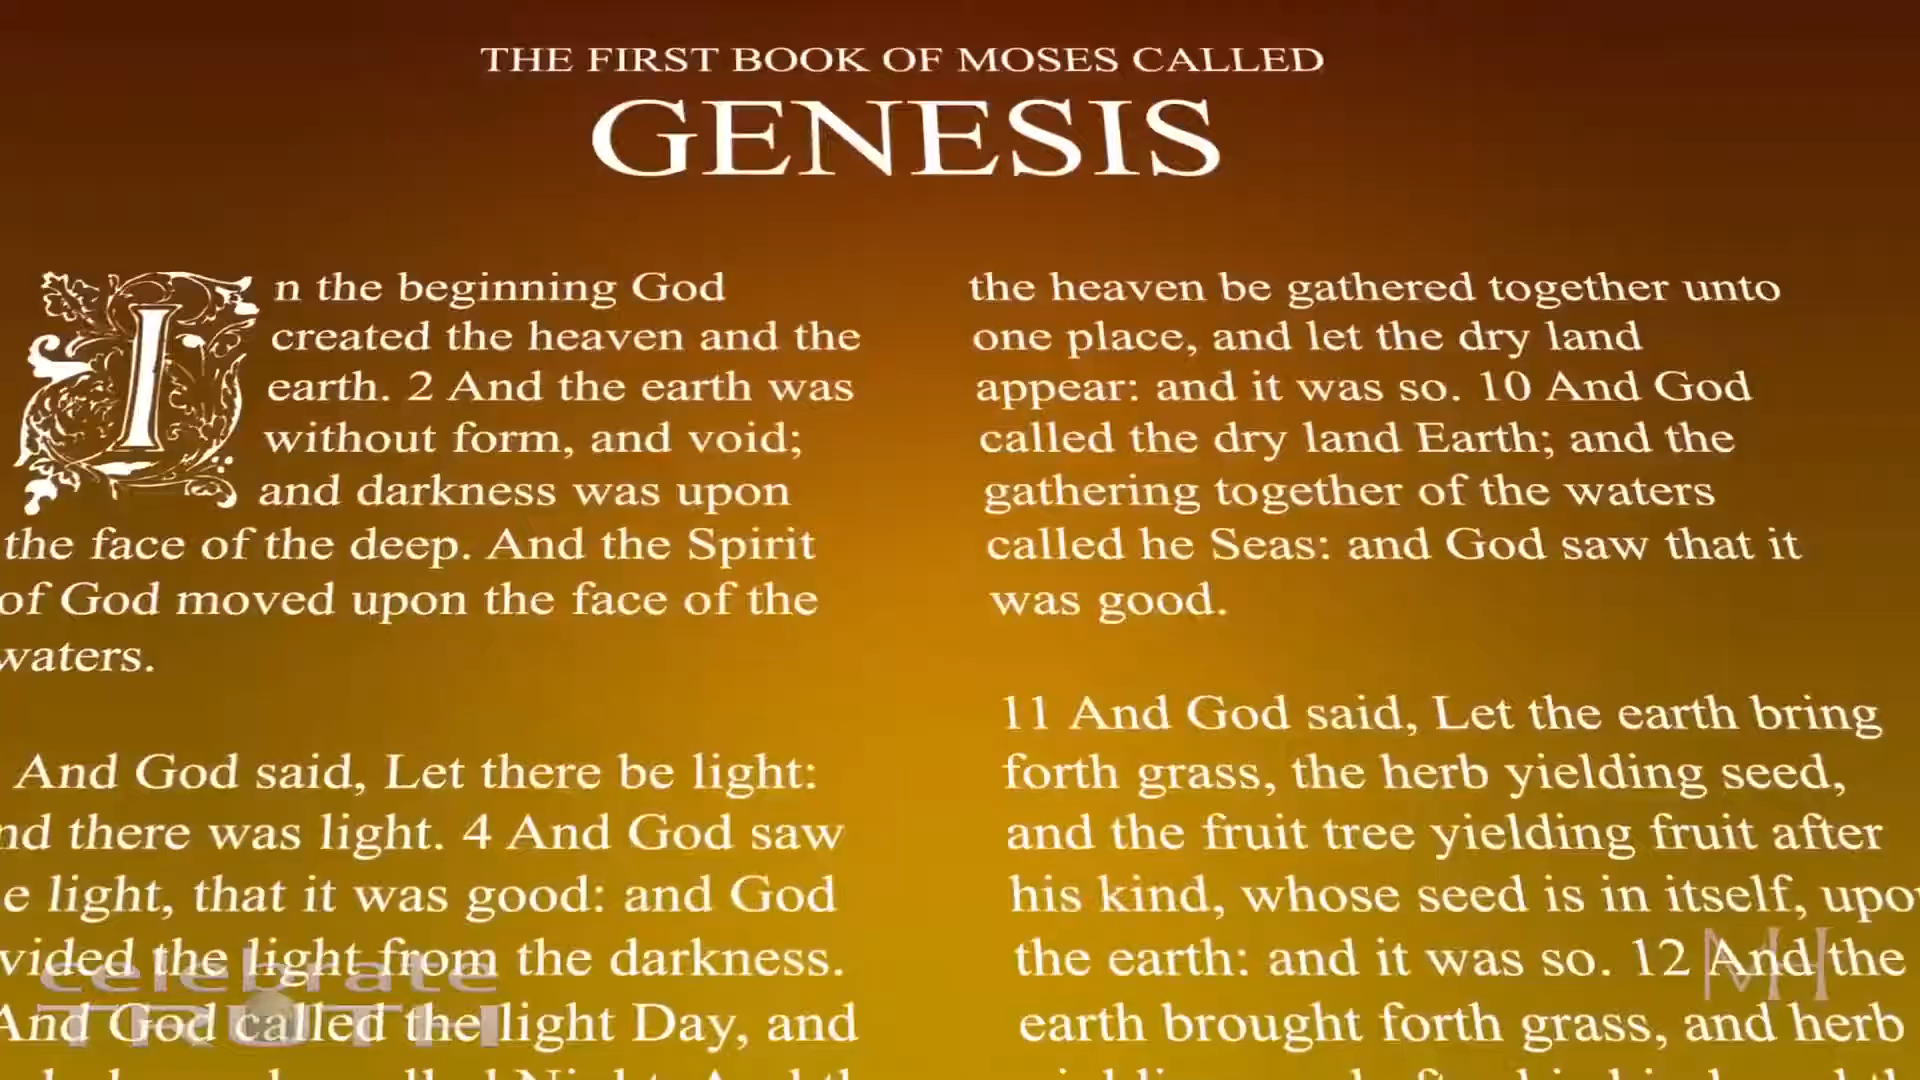 THE FIRST BOOK OF MOSES CALLED
GENESIS
In the beginning God
created the heaven and the
earth. 2 And the earth was
without form, and void;
and darkness was upon
the face of the deep. And the Spirit
of God moved upon the face of the
waters.
And God said, Let there be light:
nd there was light. 4 And God saw
e light, that it was good: and God
vided the light from the darkness.
And God called the light Day, and
the heaven be gathered together unto
one place, and let the dry land
appear: and it was so. 10 And God
called the dry land Earth; and the
gathering together of the waters
called he Seas: and God saw that it
was good.
11 And God said, Let the earth bring
forth grass, the herb yielding seed,
and the fruit tree yielding fruit after
his kind, whose seed is in itself, upo
the earth: and it was so. 12 And the
earth brought forth grass, and herb
celebrate
TRUTH
MH